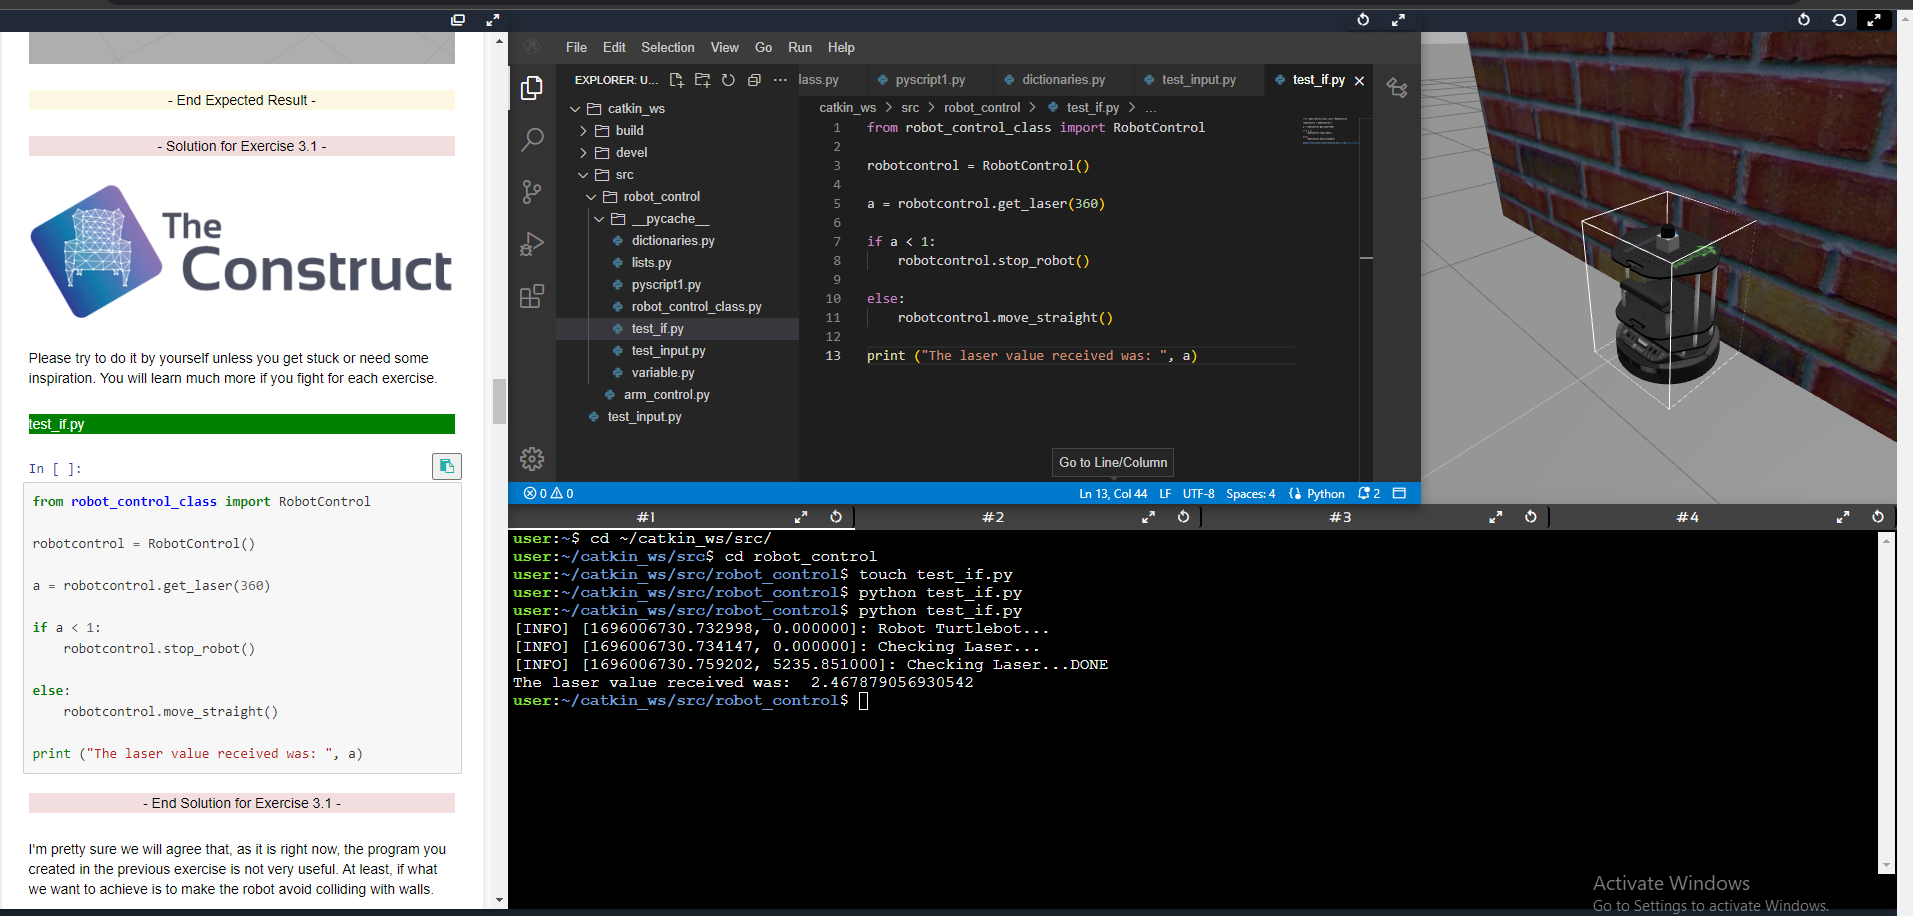 - End Expected Result -
- Solution for Exercise 3.1 -
The
Construct
Please try to do it by yourself unless you get stuck or need some
inspiration. You will learn much more if you fight for each exercise.
test_if.py
In [ ]:
from robot_control_class import RobotControl
robotcontrol = RobotControl()
a = robotcontrol.get_laser(360)
if a < 1:
robotcontrol.stop_robot()
else:
robotcontrol.move_straight()
print ("The laser value received was: ", a)
- End Solution for Exercise 3.1 -
I'm pretty sure we will agree that, as it is right now, the program you
created in the previous exercise is not very useful. At least, if what
we want to achieve is to make the robot avoid colliding with walls.
File Edit Selection View Go Run Help
EXPLORER: U...
catkin_ws
build
devel
src
robot_control
__pycache__
dictionaries.py
lists.py
pyscript1.py
robot_control_class.py
test_if.py
test_input.py
variable.py
arm_control.py
test_input.py
lass.py pyscript1.py dictionaries.py test_input.py test_if.py
catkin_ws > src > robot_control > test_if.py > ...
1 from robot_control_class import RobotControl
2
3 robotcontrol = RobotControl()
4
5 a = robotcontrol.get_laser(360)
6
7 if a < 1:
8 robotcontrol.stop_robot()
9
10 else:
11 robotcontrol.move_straight()
12
13 print ("The laser value received was: ", a)
Go to Line/Column
0 0 Ln 13, Col 44 LF UTF-8 Spaces: 4 Python 2
#1 #2 #3 #4
user:~$ cd ~/catkin_ws/src/
user:~/catkin_ws/src$ cd robot_control
user:~/catkin_ws/src/robot_control$ touch test_if.py
user:~/catkin_ws/src/robot_control$ python test_if.py
user:~/catkin_ws/src/robot_control$ python test_if.py
[INFO] [1696006730.732998, 0.000000]: Robot Turtlebot...
[INFO] [1696006730.734147, 0.000000]: Checking Laser...
[INFO] [1696006730.759202, 5235.851000]: Checking Laser...DONE
The laser value received was:  2.467879056930542
user:~/catkin_ws/src/robot_control$
Activate Windows
Go to Settings to activate Windows.